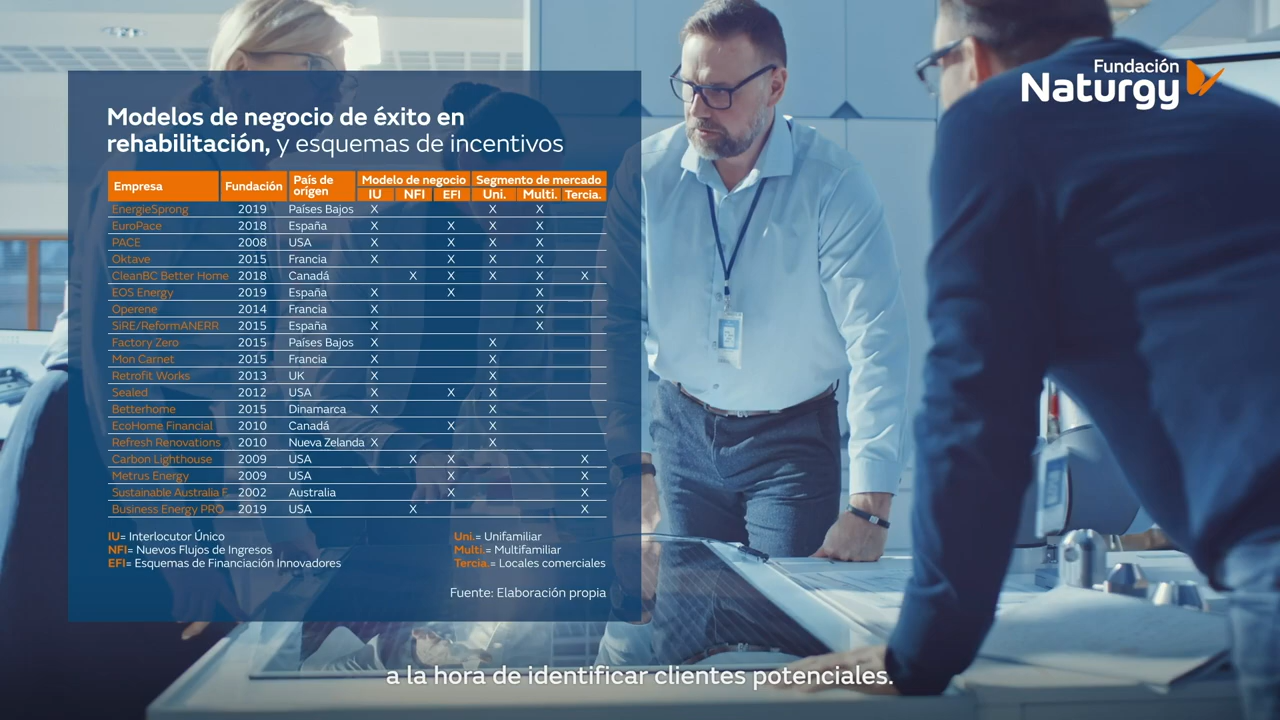 Fundación
Naturgy
Modelos de negocio de éxito en
rehabilitación, y esquemas de incentivos
Empresa Fundación País de orígen Modelo de negocio Segmento de mercado
IU NFI EFI Uni. Multi. Tercia.
EnergieSprong 2019 Países Bajos X X X
EuroPace 2018 España X X X X
PACE 2008 USA X X X X
Oktave 2015 Francia X X X X
CleanBC Better Home 2018 Canadá X X X X X
EOS Energy 2019 España X X X
Operene 2014 Francia X X
SiRE/ReformANERR 2015 España X X
Factory Zero 2015 Países Bajos X X
Mon Carnet 2015 Francia X X
Retrofit Works 2013 UK X X
Sealed 2012 USA X X X
Betterhome 2015 Dinamarca X X
EcoHome Financial 2010 Canadá X X
Refresh Renovations 2010 Nueva Zelanda X X
Carbon Lighthouse 2009 USA X X X
Metrus Energy 2009 USA X X
Sustainable Australia F. 2002 Australia X X
Business Energy PRO 2019 USA X X
IU= Interlocutor Único
NFI= Nuevos Flujos de Ingresos
EFI= Esquemas de Financiación Innovadores
Uni.= Unifamiliar
Multi.= Multifamiliar
Tercia.= Locales comerciales
Fuente: Elaboración propia
a la hora de identificar clientes potenciales.